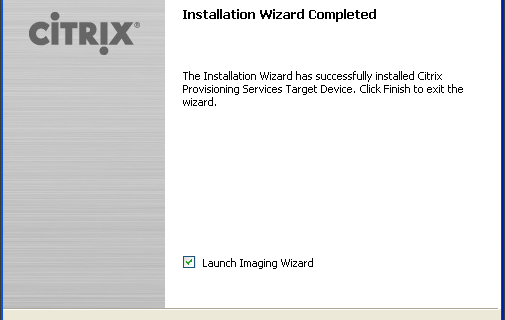 CITRIX®
Installation Wizard Completed
The Installation Wizard has successfully installed Citrix
Provisioning Services Target Device. Click Finish to exit the
wizard.
Launch Imaging Wizard